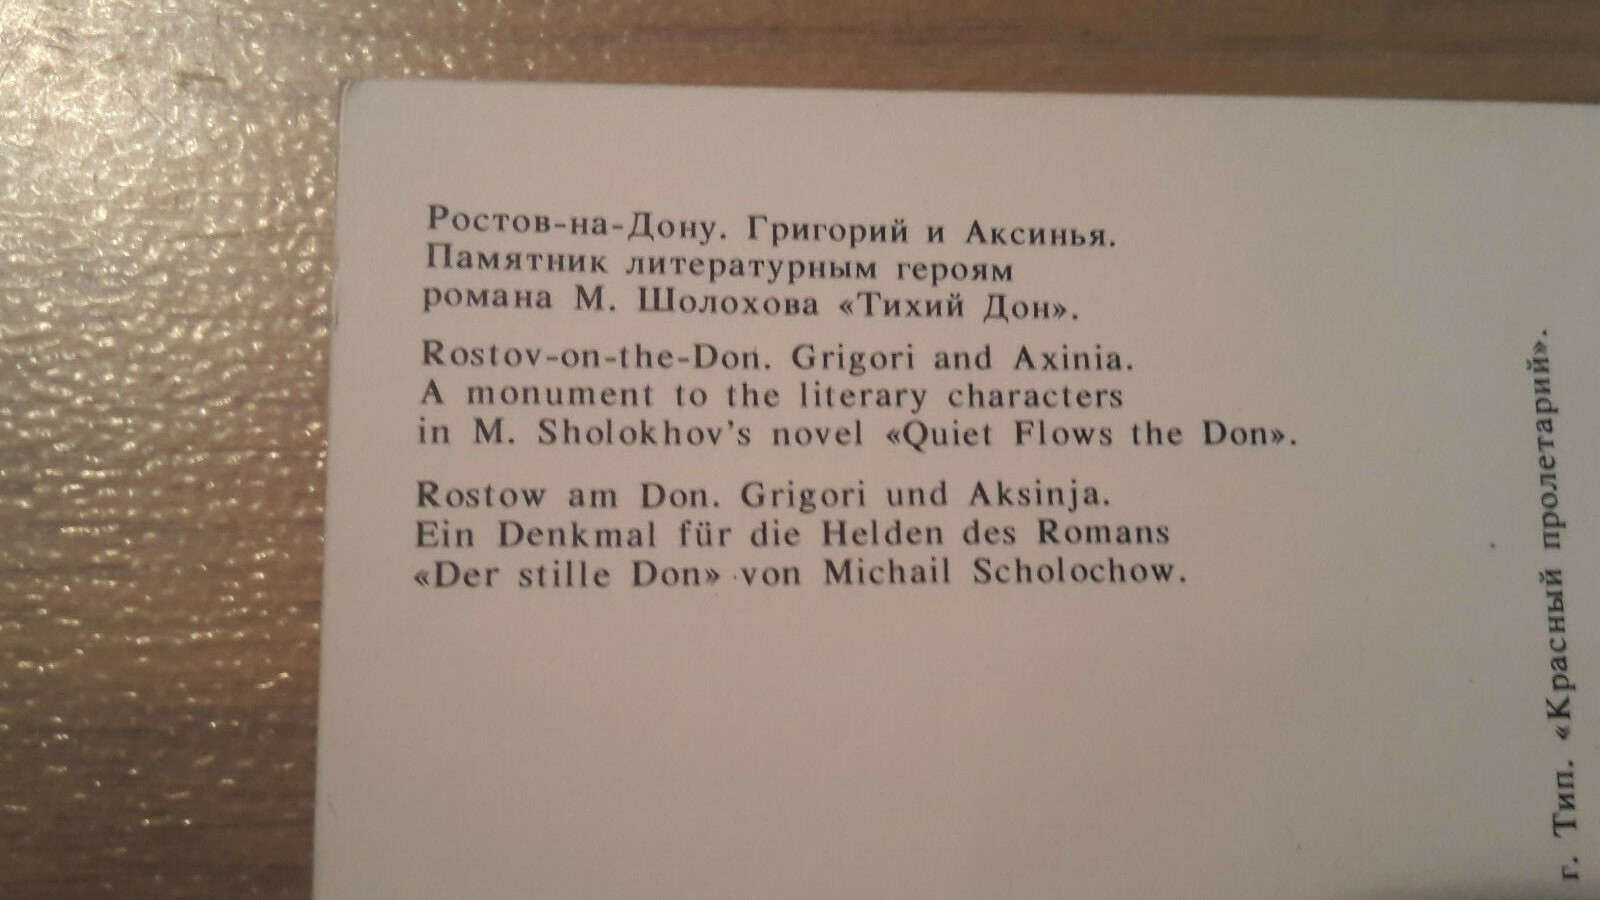 Ростов-на-Дону. Григорий и Аксинья.
Памятник литературным героям
романа М. Шолохова «Тихий Дон».
Rostov-on-the-Don. Grigori and Axinia.
A monument to the literary characters
in M. Sholokhov's novel «Quiet Flows the Don».
Rostow am Don. Grigori und Aksinja.
Ein Denkmal für die Helden des Romans
«Der stille Don» von Michail Scholochow.
г. Тип. «Красный пролетарий».